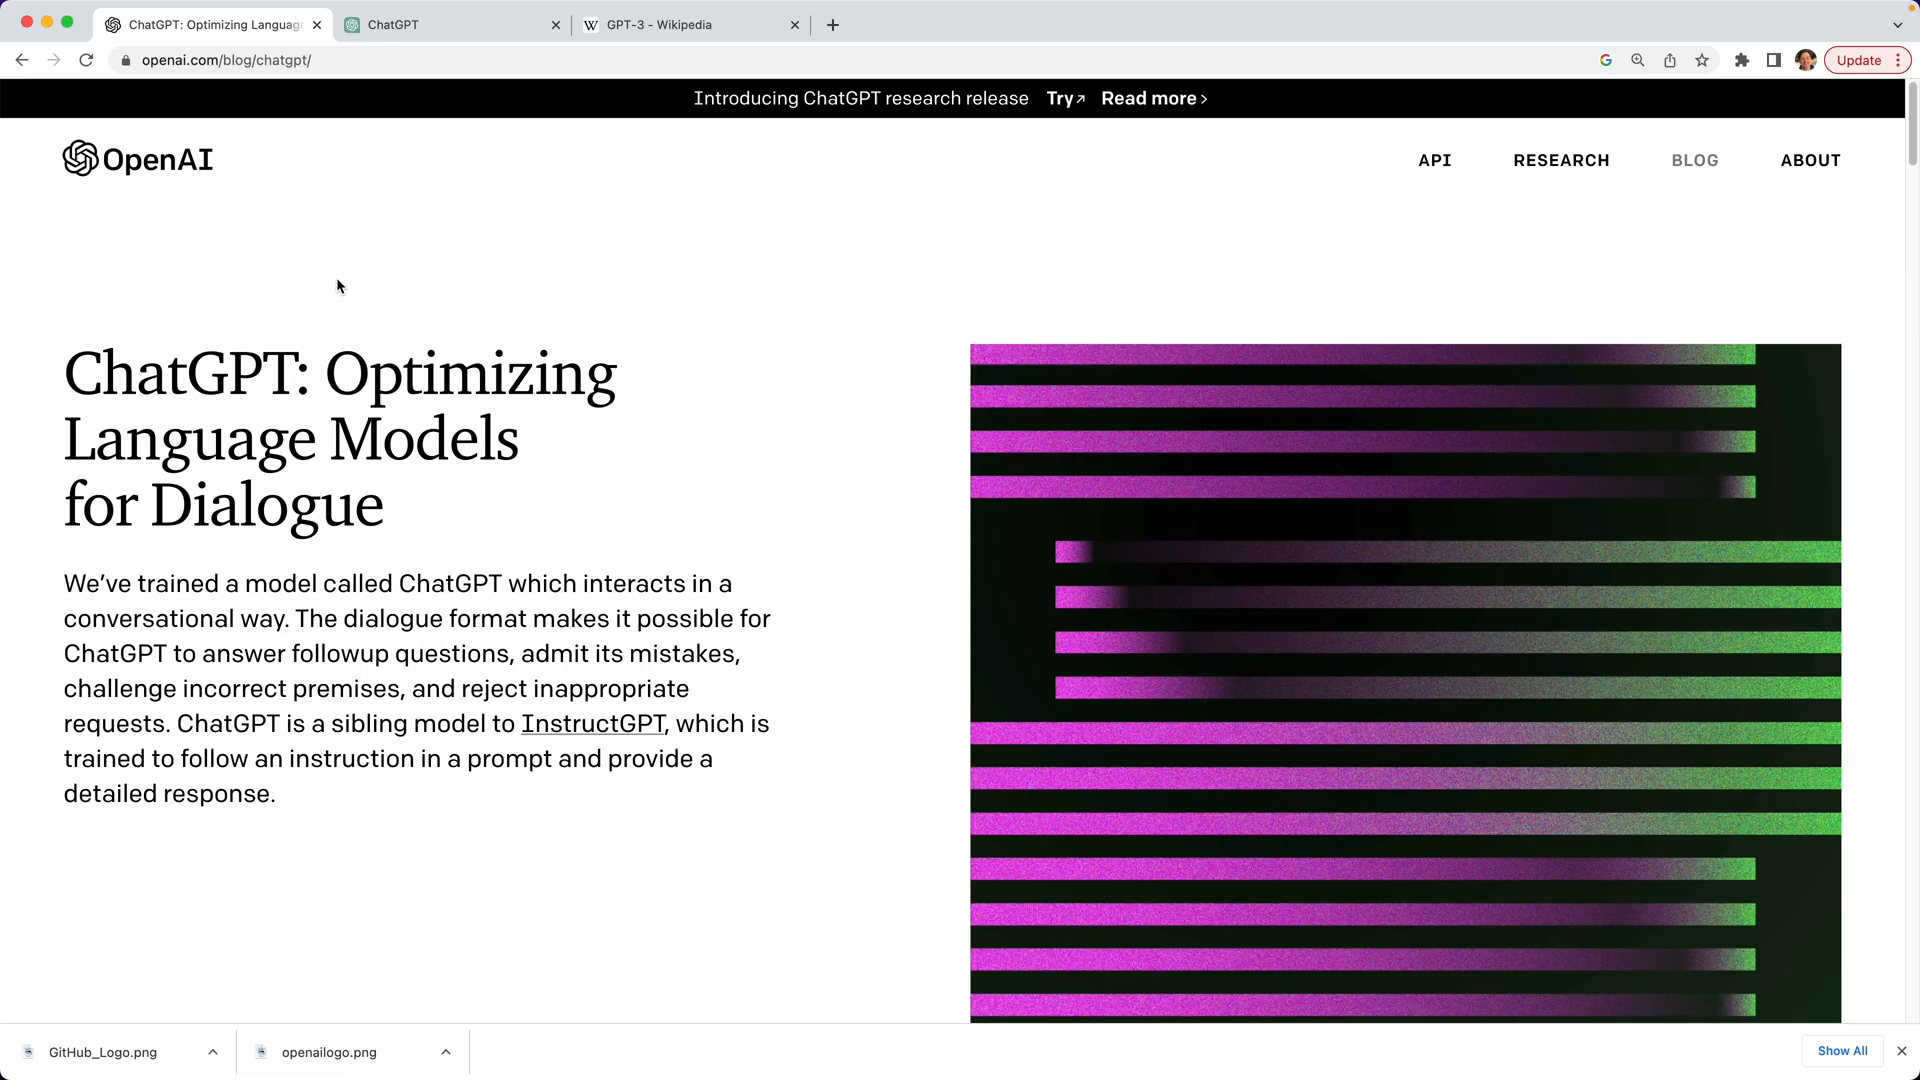 ChatGPT: Optimizing Languag
ChatGPT
W GPT-3 - Wikipedia
openai.com/blog/chatgpt/
Update
Introducing ChatGPT research release Try↗ Read more ›
OpenAI
API RESEARCH BLOG ABOUT
ChatGPT: Optimizing
Language Models
for Dialogue
We’ve trained a model called ChatGPT which interacts in a
conversational way. The dialogue format makes it possible for
ChatGPT to answer followup questions, admit its mistakes,
challenge incorrect premises, and reject inappropriate
requests. ChatGPT is a sibling model to InstructGPT, which is
trained to follow an instruction in a prompt and provide a
detailed response.
GitHub_Logo.png
openailogo.png
Show All